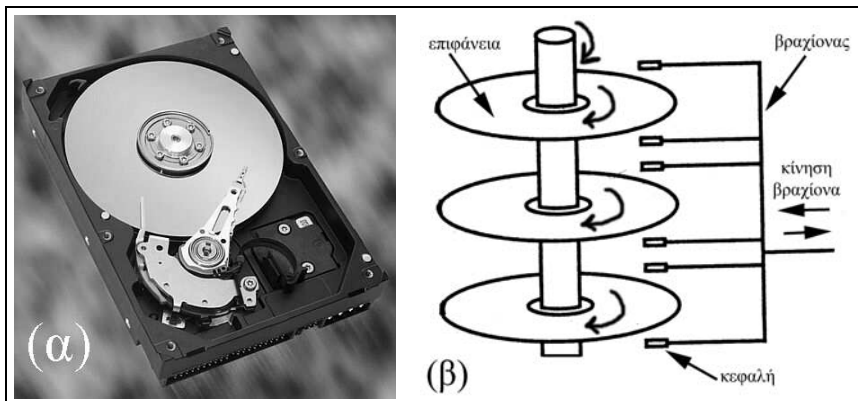 επιφάνεια
βραχίονας
κίνηση
βραχίονα
κεφαλή
(α)
(β)